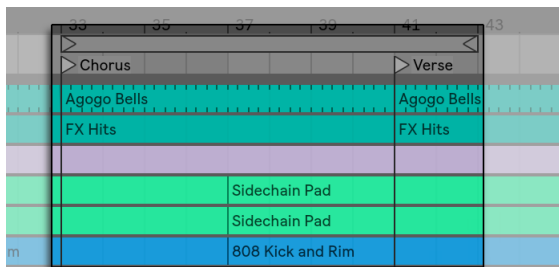 33 35 37 39 41 43
Chorus Verse
Agogo Bells Agogo Bells
FX Hits FX Hits
Sidechain Pad
Sidechain Pad
m 808 Kick and Rim